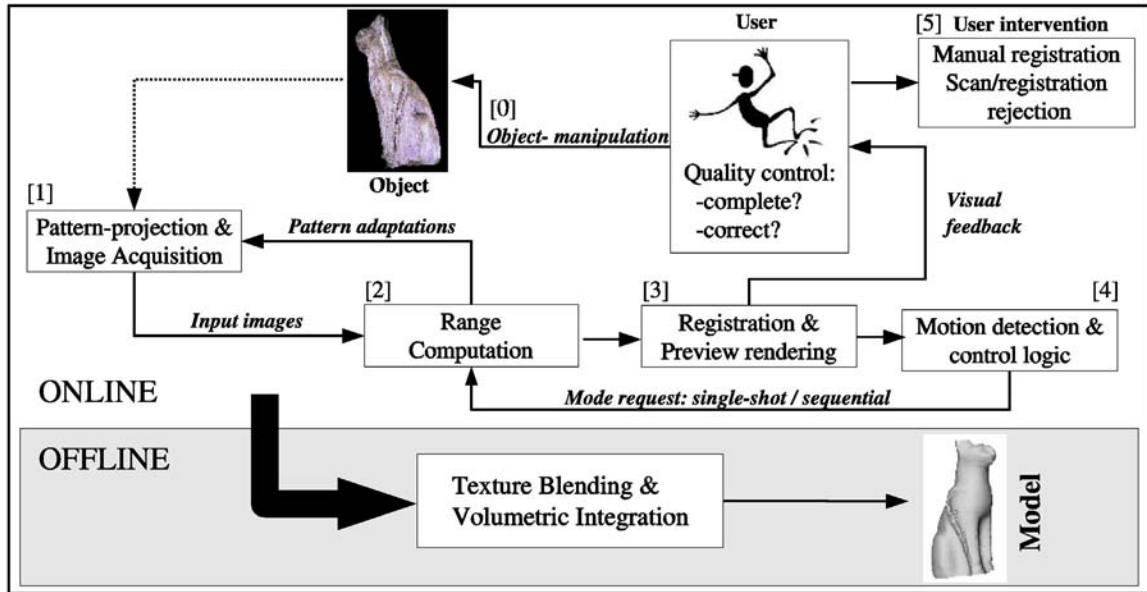 User
[5] User intervention
Manual registration
Scan/registration
rejection
[0]
Object- manipulation
Object
Quality control:
-complete?
-correct?
Visual
feedback
[1]
Pattern-projection &
Image Acquisition
Pattern adaptations
Input images
[2]
Range
Computation
[3]
Registration &
Preview rendering
[4]
Motion detection &
control logic
Mode request: single-shot / sequential
ONLINE
OFFLINE
Texture Blending &
Volumetric Integration
Model